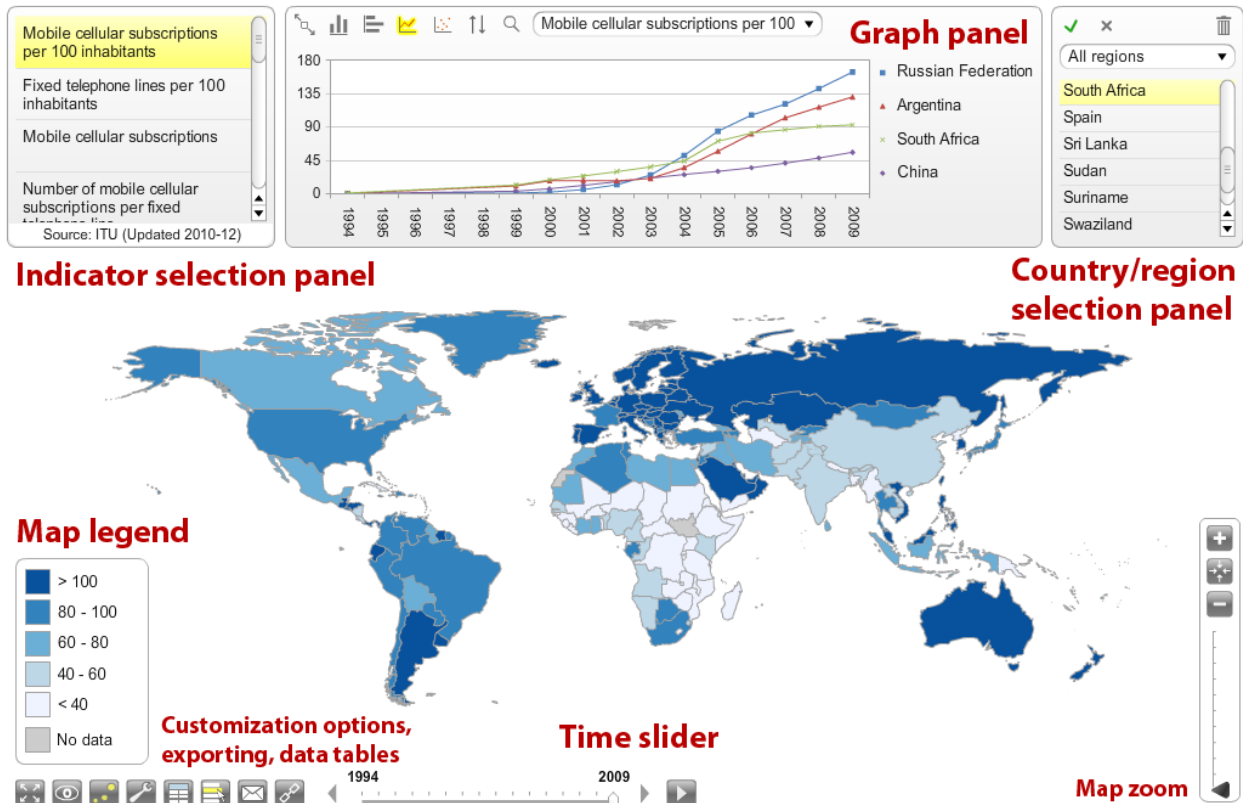 Mobile cellular subscriptions
per 100 inhabitants
Fixed telephone lines per 100
inhabitants
Mobile cellular subscriptions
Number of mobile cellular
subscriptions per fixed
telephone line
Source: ITU (Updated 2010-12)
Indicator selection panel
Mobile cellular subscriptions per 100
Graph panel
180
135
90
45
0
1994
1995
1996
1997
1998
1999
2000
2001
2002
2003
2004
2005
2006
2007
2008
2009
Russian Federation
Argentina
South Africa
China
All regions
South Africa
Spain
Sri Lanka
Sudan
Suriname
Swaziland
Country/region
selection panel
Map legend
> 100
80 - 100
60 - 80
40 - 60
< 40
No data
Customization options,
exporting, data tables
Time slider
1994
2009
Map zoom